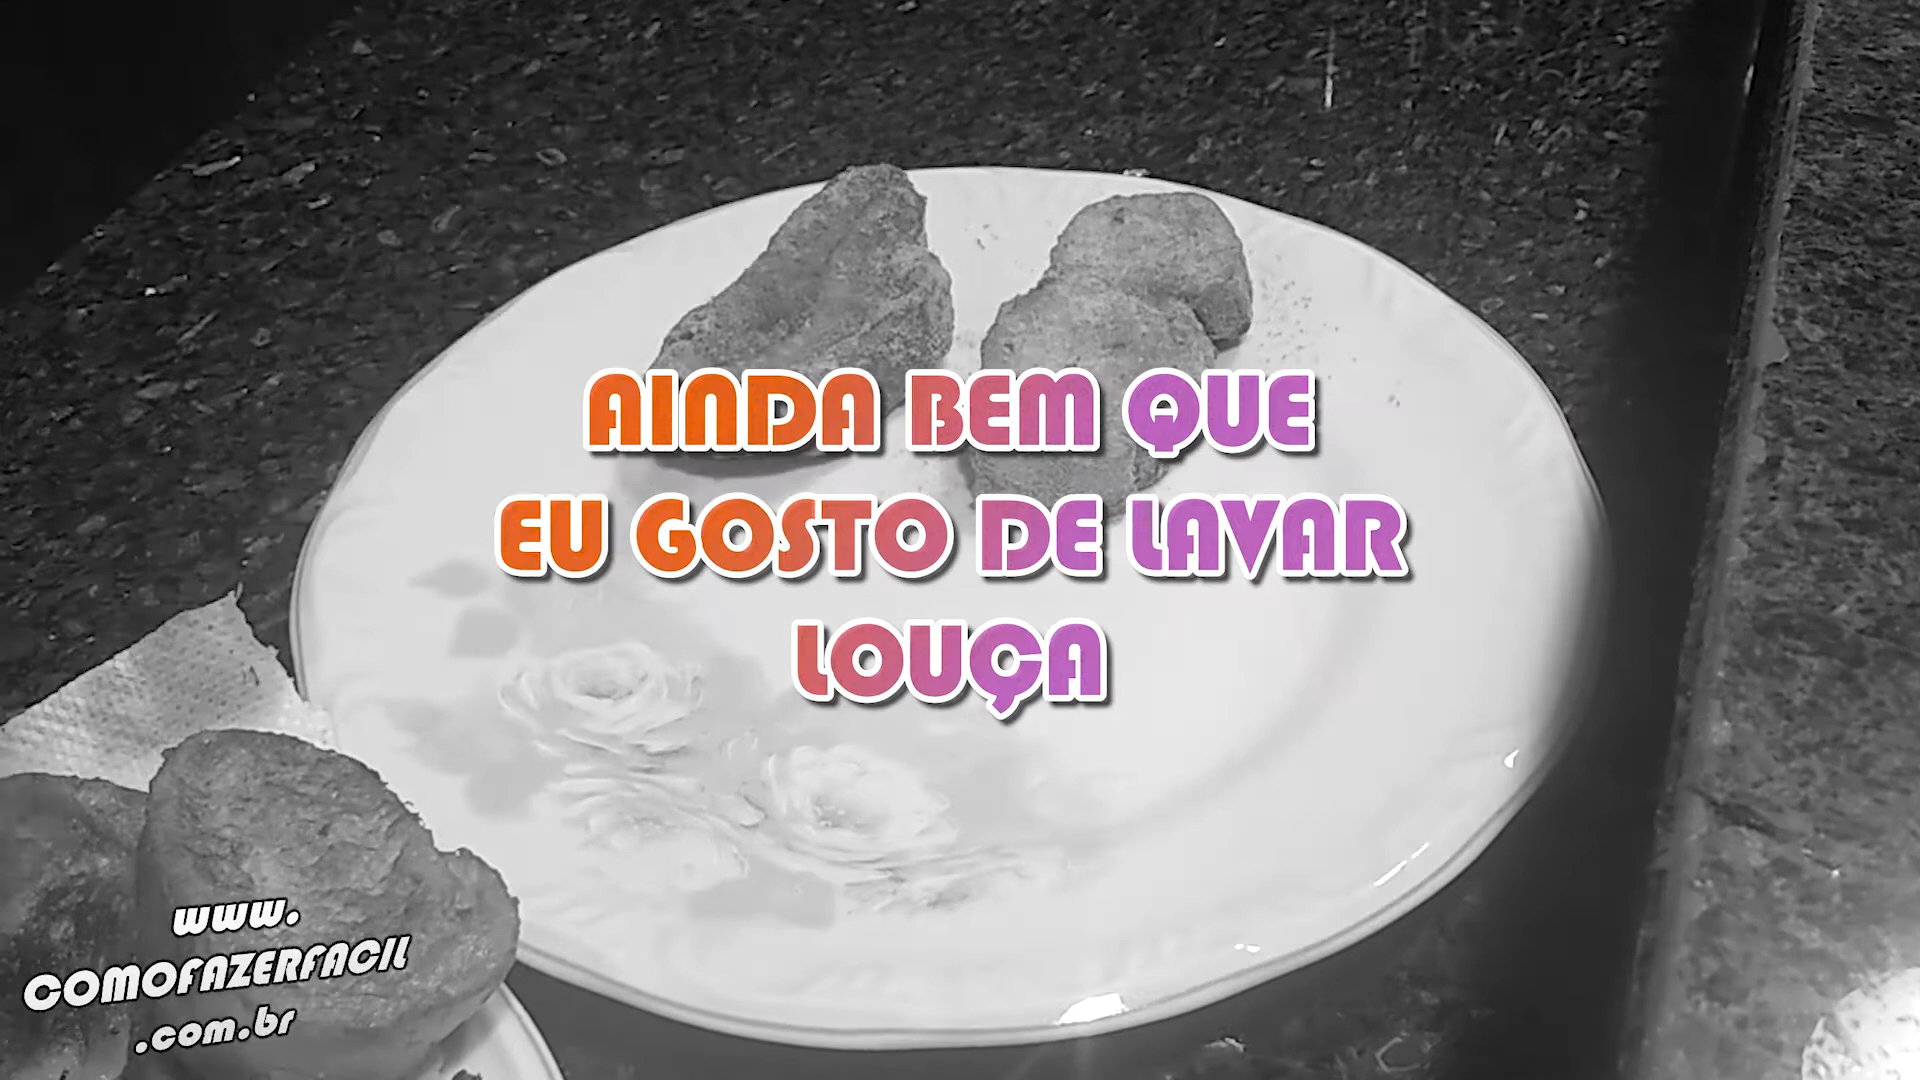 AINDA BEM QUE
EU GOSTO DE LAVAR
LOUÇA
www.
COMOFAZERFACIL
.com.br